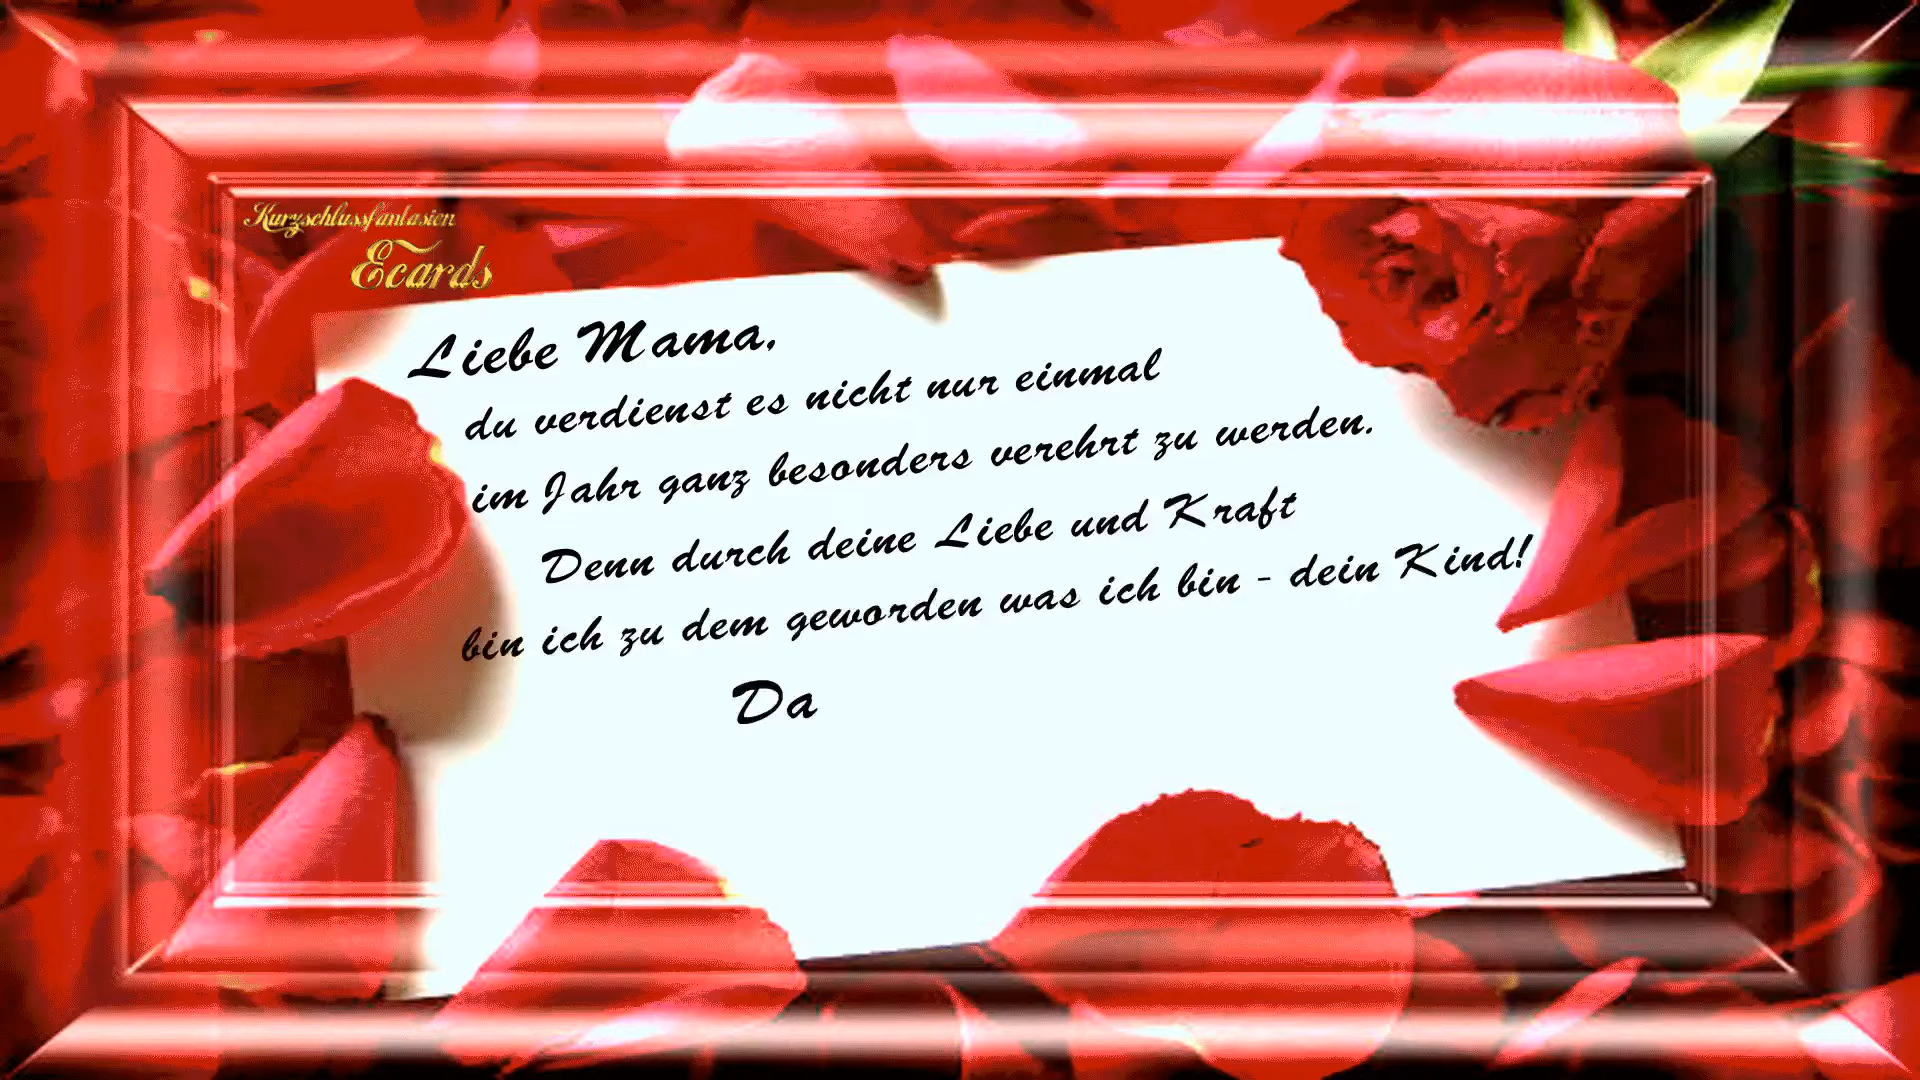 Kurzschlussfantasien
Ecards
Liebe Mama,
du verdienst es nicht nur einmal
im Jahr ganz besonders verehrt zu werden.
Denn durch deine Liebe und Kraft
bin ich zu dem geworden was ich bin - dein Kind!
Da